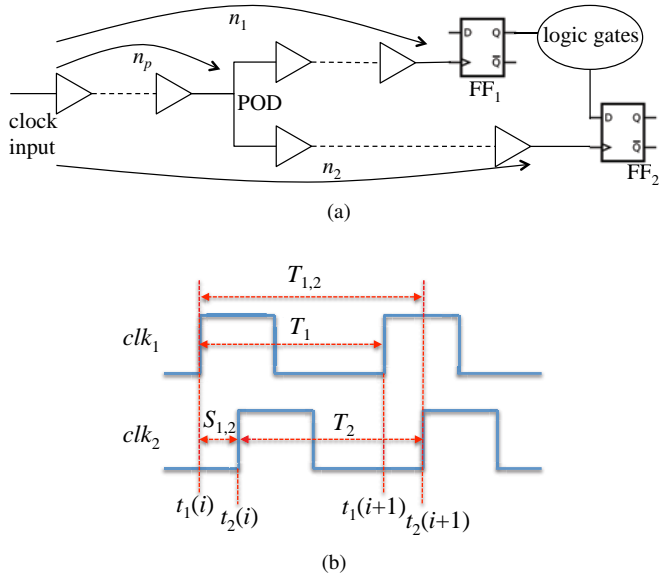 n₁
nₚ
clock input
POD
D Q
Q̅
FF₁
logic gates
D Q
Q̅
FF₂
n₂
(a)
T₁,₂
clk₁
T₁
clk₂
S₁,₂
T₂
t₁(i)
t₂(i)
t₁(i+1)
t₂(i+1)
(b)